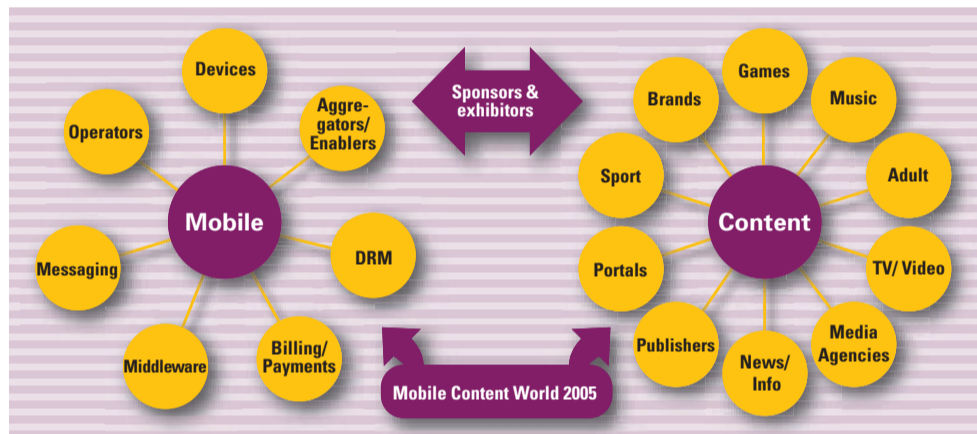 Devices
Aggre-
gators/
Enablers
Operators
Mobile
DRM
Messaging
Billing/
Payments
Middleware
Sponsors &
exhibitors
Mobile Content World 2005
Games
Brands
Music
Sport
Adult
Content
Portals
TV/ Video
Publishers
Media
Agencies
News/
Info